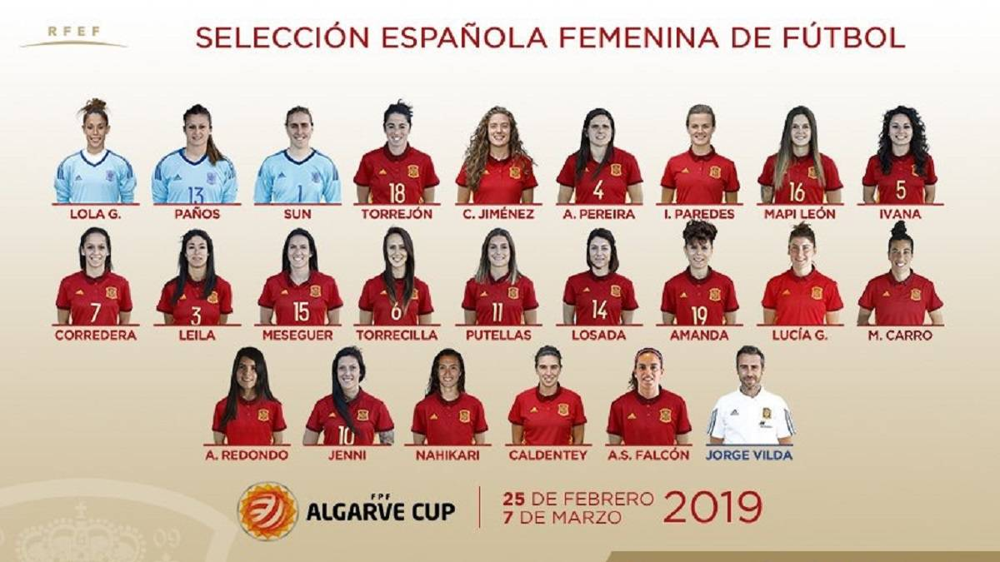 RFEF
SELECCIÓN ESPAÑOLA FEMENINA DE FÚTBOL
13 1 18 4 16 5
LOLA G. PAÑOS SUN TORREJÓN C. JIMÉNEZ A. PEREIRA I. PAREDES MAPI LEÓN IVANA
7 3 15 6 11 14 19
CORREDERA LEILA MESEGUER TORRECILLA PUTELLAS LOSADA AMANDA LUCÍA G. M. CARRO
10
A. REDONDO JENNI NAHIKARI CALDENTEY A.S. FALCÓN JORGE VILDA
FPF
ALGARVE CUP
25 DE FEBRERO
7 DE MARZO
2019
09